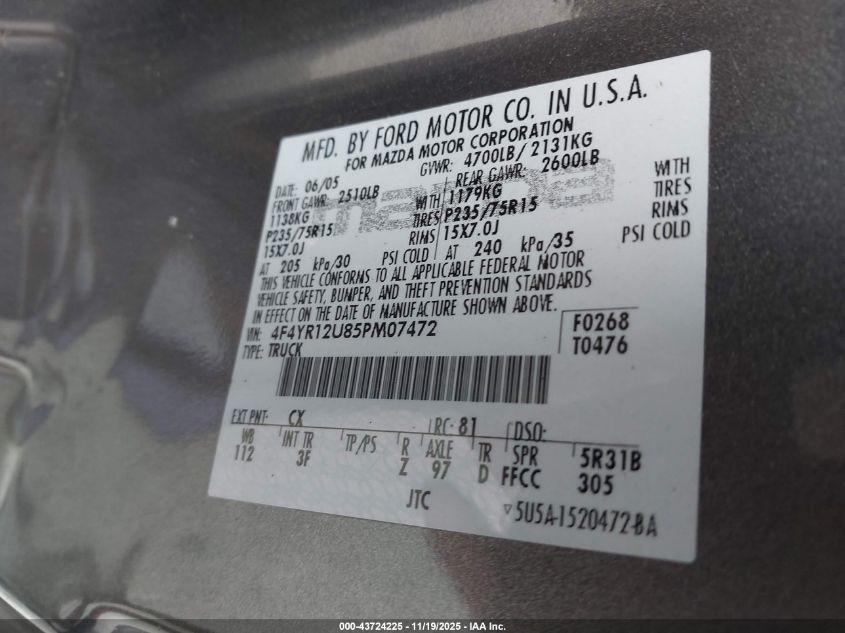 MFD. BY FORD MOTOR CO. IN U.S.A.
FOR MAZDA MOTOR CORPORATION
DATE: 06/05 GVWR: 4700LB/ 2131KG
FRONT GAWR: 2510LB REAR GAWR: 2600LB
1138KG WITH 1179KG WITH
P235/75R15 TIRES P235/75R15 TIRES
15X7.0J RIMS 15X7.0J RIMS
AT 205 kPa/30 PSI COLD AT 240 kPa/35 PSI COLD
THIS VEHICLE CONFORMS TO ALL APPLICABLE FEDERAL MOTOR
VEHICLE SAFETY, BUMPER, AND THEFT PREVENTION STANDARDS
IN EFFECT ON THE DATE OF MANUFACTURE SHOWN ABOVE.
VIN: 4F4YR12U85PM07472 F0268
TYPE: TRUCK T0476
EXT PNT: CX RC: 81 DSO:
WB INT TR TP/PS R AXLE TR SPR 5R31B
112 3F Z 97 D FFCC 305
JTC ▽5U5A-1520472-BA
mazda
000-43724225 - 11/19/2025 - IAA Inc.